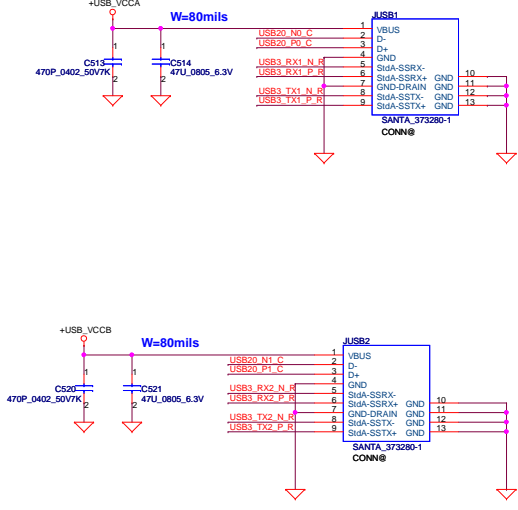 +USB_VCCA
W=80mils
JUSB1
1
VBUS
USB20_N0_C
2
D-
USB20_P0_C
3
D+
4
GND
USB3_RX1_N_R
5
StdA-SSRX-
USB3_RX1_P_R
6
StdA-SSRX+
GND
10
7
GND-DRAIN
GND
11
USB3_TX1_N_R
8
StdA-SSTX-
GND
12
USB3_TX1_P_R
9
StdA-SSTX+
GND
13
SANTA_373280-1
CONN@
1
C513
470P_0402_50V7K
2
1
C514
47U_0805_6.3V
2
+USB_VCCB
W=80mils
JUSB2
1
VBUS
USB20_N1_C
2
D-
USB20_P1_C
3
D+
4
GND
USB3_RX2_N_R
5
StdA-SSRX-
USB3_RX2_P_R
6
StdA-SSRX+
GND
10
7
GND-DRAIN
GND
11
USB3_TX2_N_R
8
StdA-SSTX-
GND
12
USB3_TX2_P_R
9
StdA-SSTX+
GND
13
SANTA_373280-1
CONN@
1
C520
470P_0402_50V7K
2
1
C521
47U_0805_6.3V
2